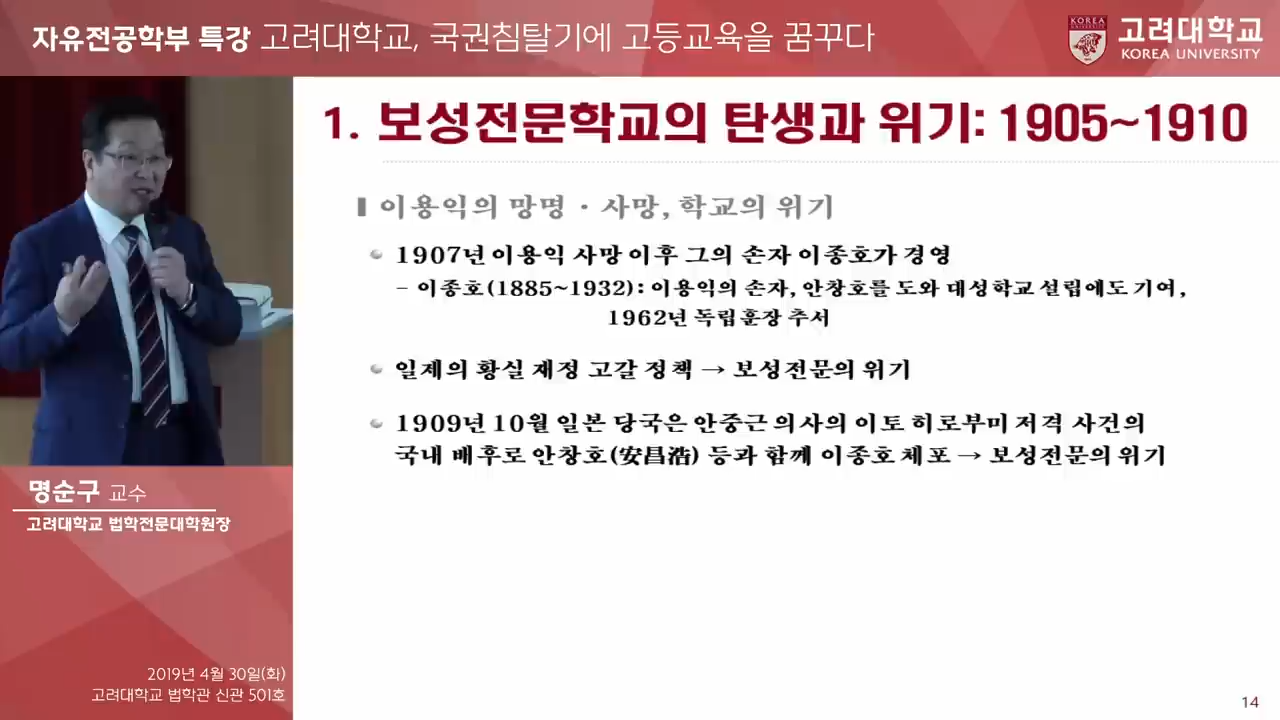 자유전공학부 특강 고려대학교, 국권침탈기에 고등교육을 꿈꾸다
KOREA
UNIVERSITY
고려대학교
KOREA UNIVERSITY
1. 보성전문학교의 탄생과 위기: 1905~1910
이용익의 망명 · 사망, 학교의 위기
1907년 이용익 사망 이후 그의 손자 이종호가 경영
– 이종호(1885~1932): 이용익의 손자, 안창호를 도와 대성학교 설립에도 기여,
1962년 독립훈장 추서
일제의 황실 재정 고갈 정책 → 보성전문의 위기
1909년 10월 일본 당국은 안중근 의사의 이토 히로부미 저격 사건의
국내 배후로 안창호(安昌浩) 등과 함께 이종호 체포 → 보성전문의 위기
명순구 교수
고려대학교 법학전문대학원장
2019년 4월 30일(화)
고려대학교 법학관 신관 501호
14